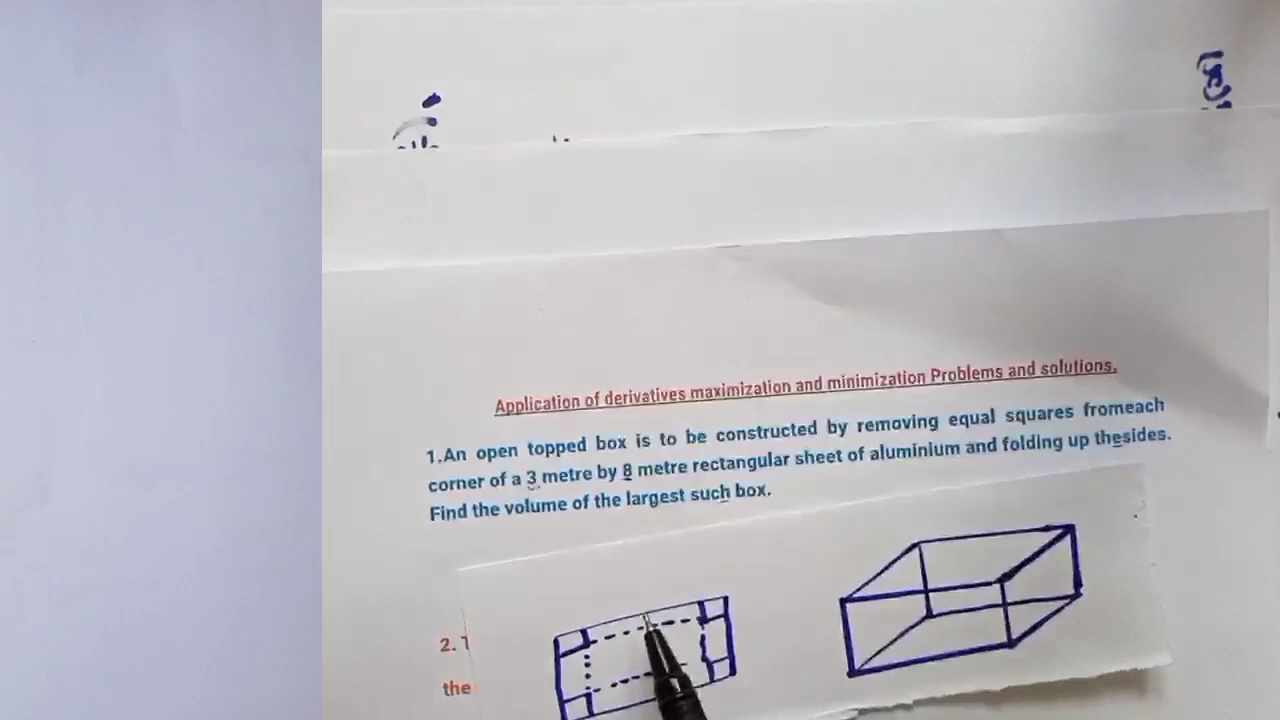 Application of derivatives maximization and minimization Problems and solutions.
1.An open topped box is to be constructed by removing equal squares fromeach
corner of a 3 metre by 8 metre rectangular sheet of aluminium and folding up thesides.
Find the volume of the largest such box.
2.
the